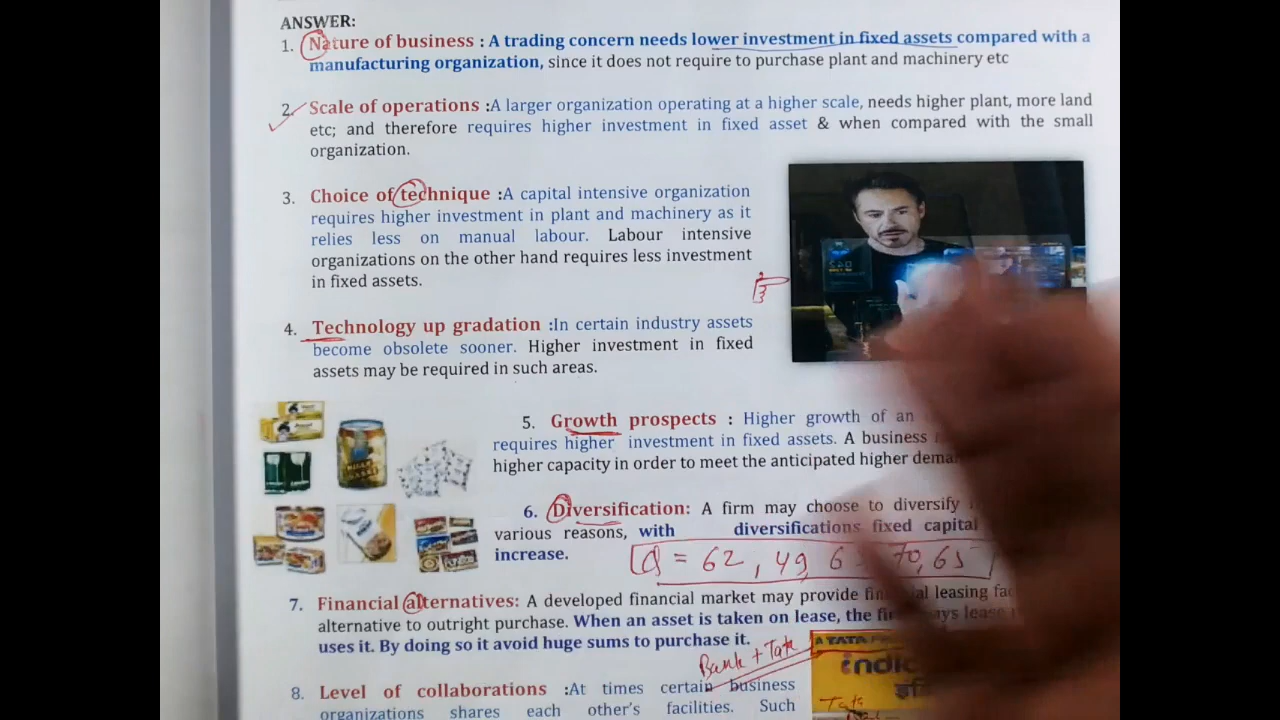 ANSWER:
1. Nature of business : A trading concern needs lower investment in fixed assets compared with a
manufacturing organization, since it does not require to purchase plant and machinery etc
2. Scale of operations :A larger organization operating at a higher scale, needs higher plant, more land
etc; and therefore requires higher investment in fixed asset & when compared with the small
organization.
3. Choice of technique :A capital intensive organization
requires higher investment in plant and machinery as it
relies less on manual labour. Labour intensive
organizations on the other hand requires less investment
in fixed assets.
4. Technology up gradation :In certain industry assets
become obsolete sooner. Higher investment in fixed
assets may be required in such areas.
5. Growth prospects : Higher growth of an
requires higher investment in fixed assets. A business
higher capacity in order to meet the anticipated higher
6. Diversification: A firm may choose to diversify
various reasons, with diversifications fixed capital
increase.
Q = 62, 49, 70, 65
7. Financial alternatives: A developed financial market may provide leasing
alternative to outright purchase. When an asset is taken on lease, the lease
uses it. By doing so it avoid huge sums to purchase it.
Bank + Tata
A TATA
8. Level of collaborations :At times certain business
organizations shares each other's facilities. Such
Tata